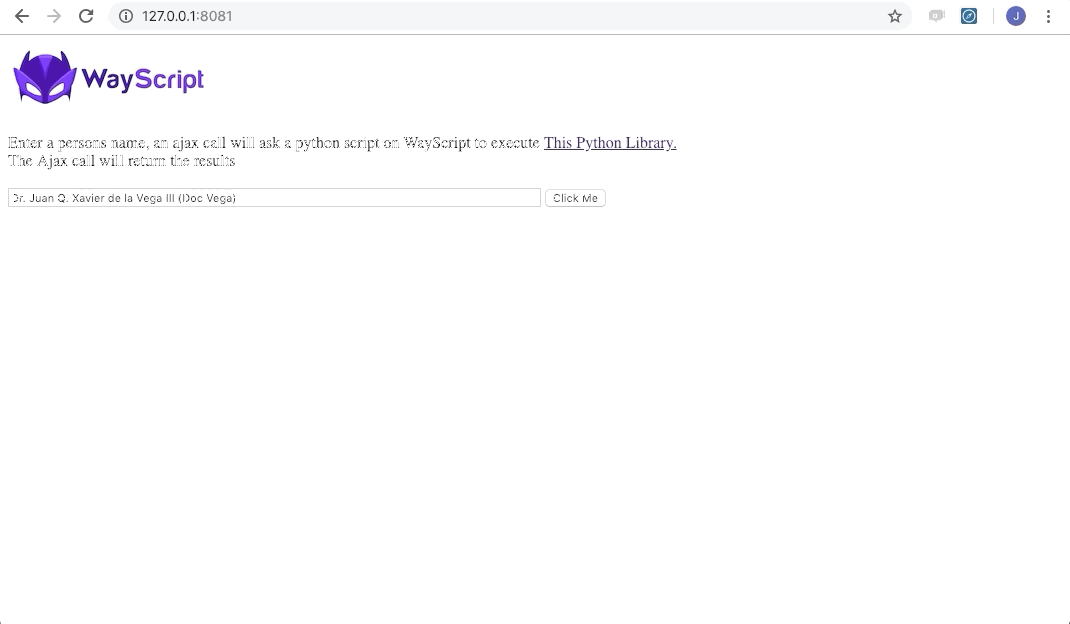 127.0.0.1:8081
J
WayScript
Enter a persons name, an ajax call will ask a python script on WayScript to execute This Python Library.
The Ajax call will return the results
Dr. Juan Q. Xavier de la Vega III (Doc Vega) Click Me